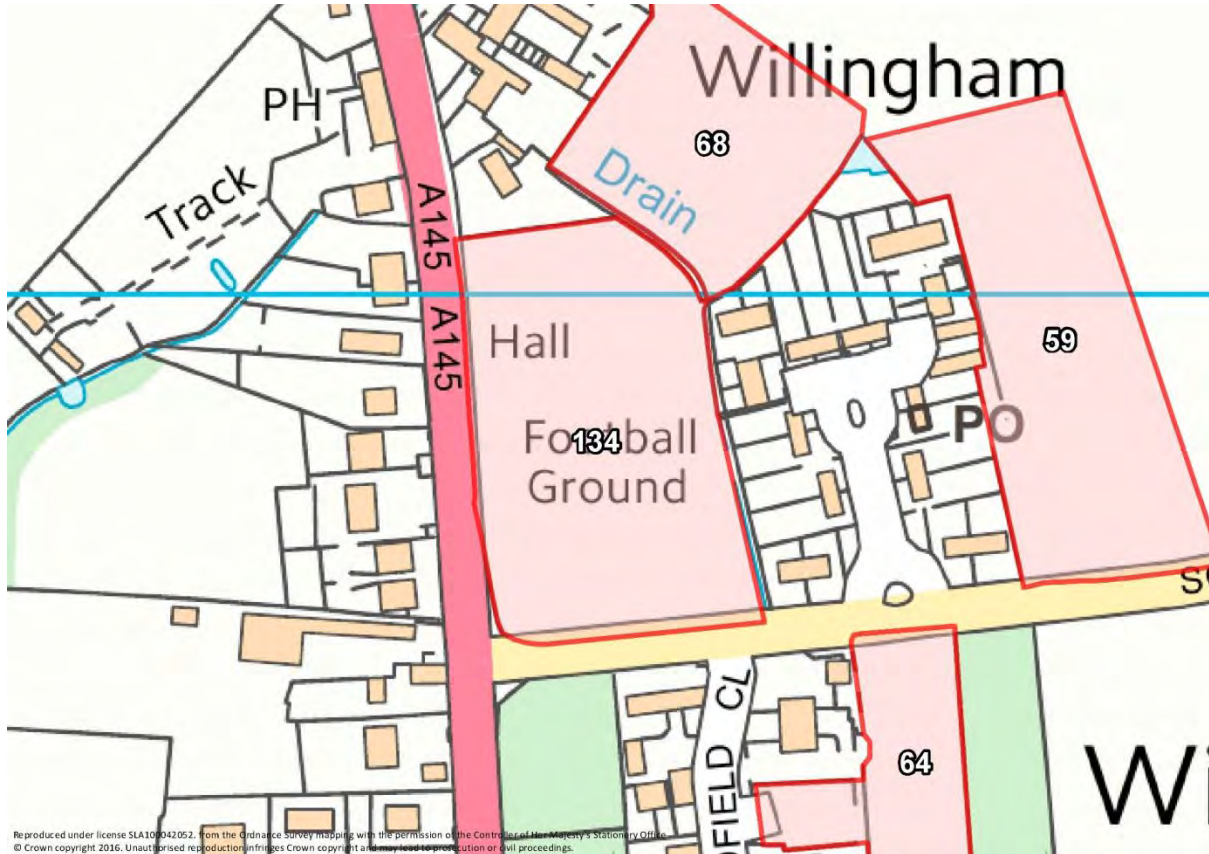 Willingham
PH
68
Drain
Track
A145
A145
Hall
59
Football
134
Ground
PO
CL
64
Reproduced under license SLA100042052. from the Ordnance Survey mapping with the permission of the Controller of Her Majesty's Stationery Office
© Crown copyright 2016. Unauthorised reproduction infringes Crown copyright and may lead to prosecution or civil proceedings.